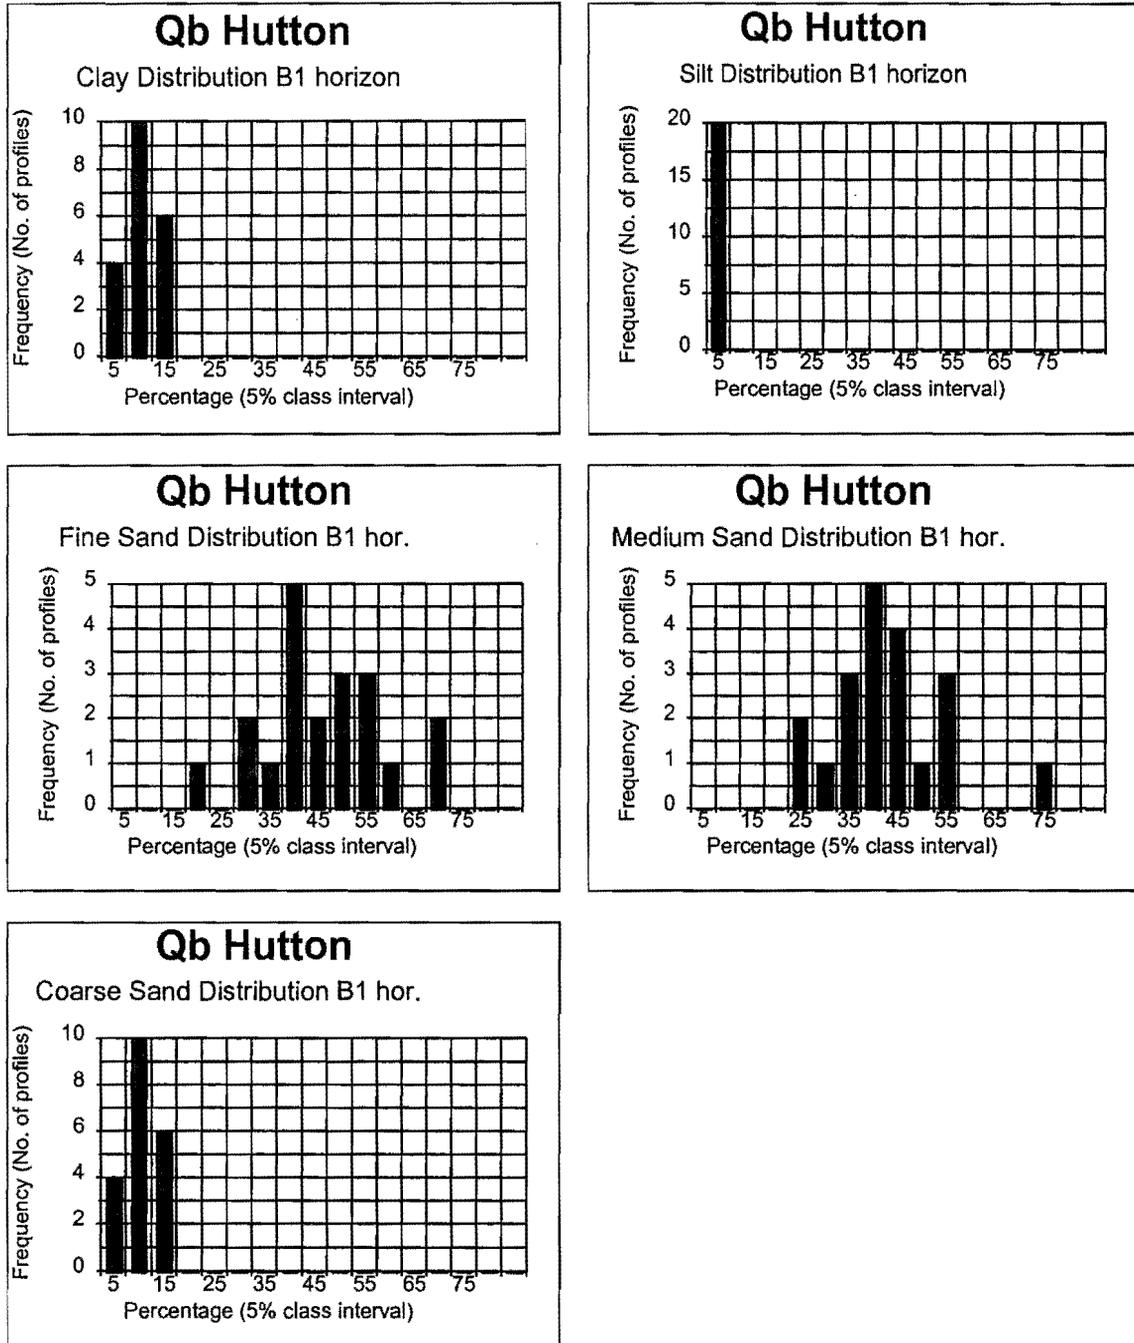 Qb Hutton
Clay Distribution B1 horizon
Frequency (No. of profiles)
10
8
6
4
2
0
5 15 25 35 45 55 65 75
Percentage (5% class interval)
Qb Hutton
Silt Distribution B1 horizon
Frequency (No. of profiles)
20
15
10
5
0
5 15 25 35 45 55 65 75
Percentage (5% class interval)
Qb Hutton
Fine Sand Distribution B1 hor.
Frequency (No. of profiles)
5
4
3
2
1
0
5 15 25 35 45 55 65 75
Percentage (5% class interval)
Qb Hutton
Medium Sand Distribution B1 hor.
Frequency (No. of profiles)
5
4
3
2
1
0
5 15 25 35 45 55 65 75
Percentage (5% class interval)
Qb Hutton
Coarse Sand Distribution B1 hor.
Frequency (No. of profiles)
10
8
6
4
2
0
5 15 25 35 45 55 65 75
Percentage (5% class interval)